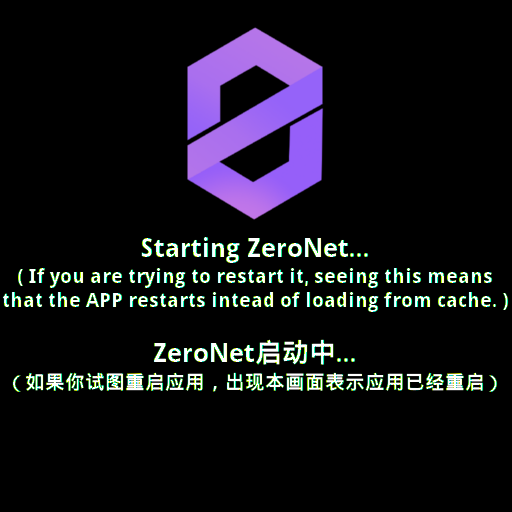 Starting ZeroNet...
( If you are trying to restart it, seeing this means
that the APP restarts intead of loading from cache. )
ZeroNet启动中...
（如果你试图重启应用，出现本画面表示应用已经重启）